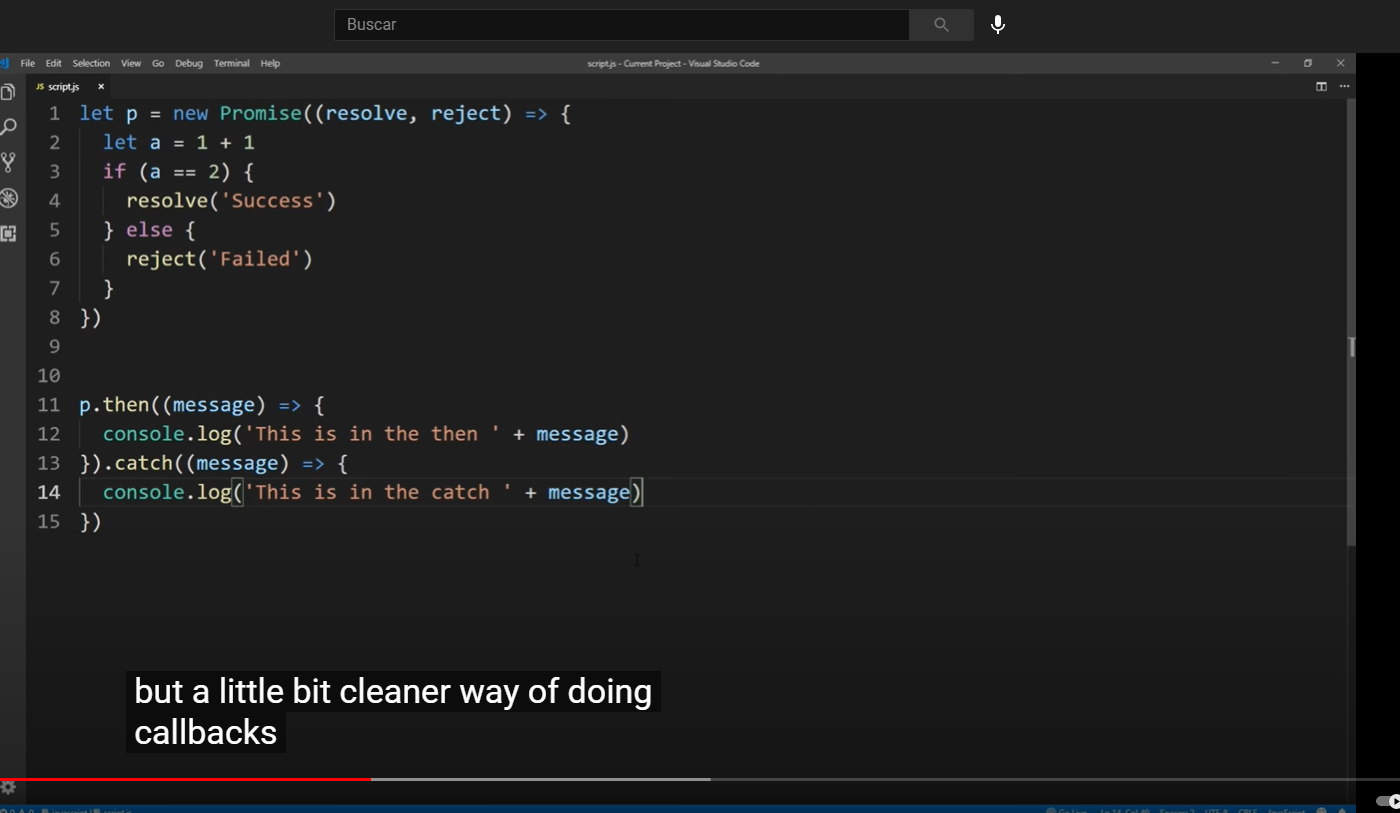 Buscar
File Edit Selection View Go Debug Terminal Help
script.js - Current Project - Visual Studio Code
JS script.js ×
1 let p = new Promise((resolve, reject) => {
2   let a = 1 + 1
3   if (a == 2) {
4     resolve('Success')
5   } else {
6     reject('Failed')
7   }
8 })
9
10
11 p.then((message) => {
12   console.log('This is in the then ' + message)
13 }).catch((message) => {
14   console.log('This is in the catch ' + message)
15 })
but a little bit cleaner way of doing
callbacks